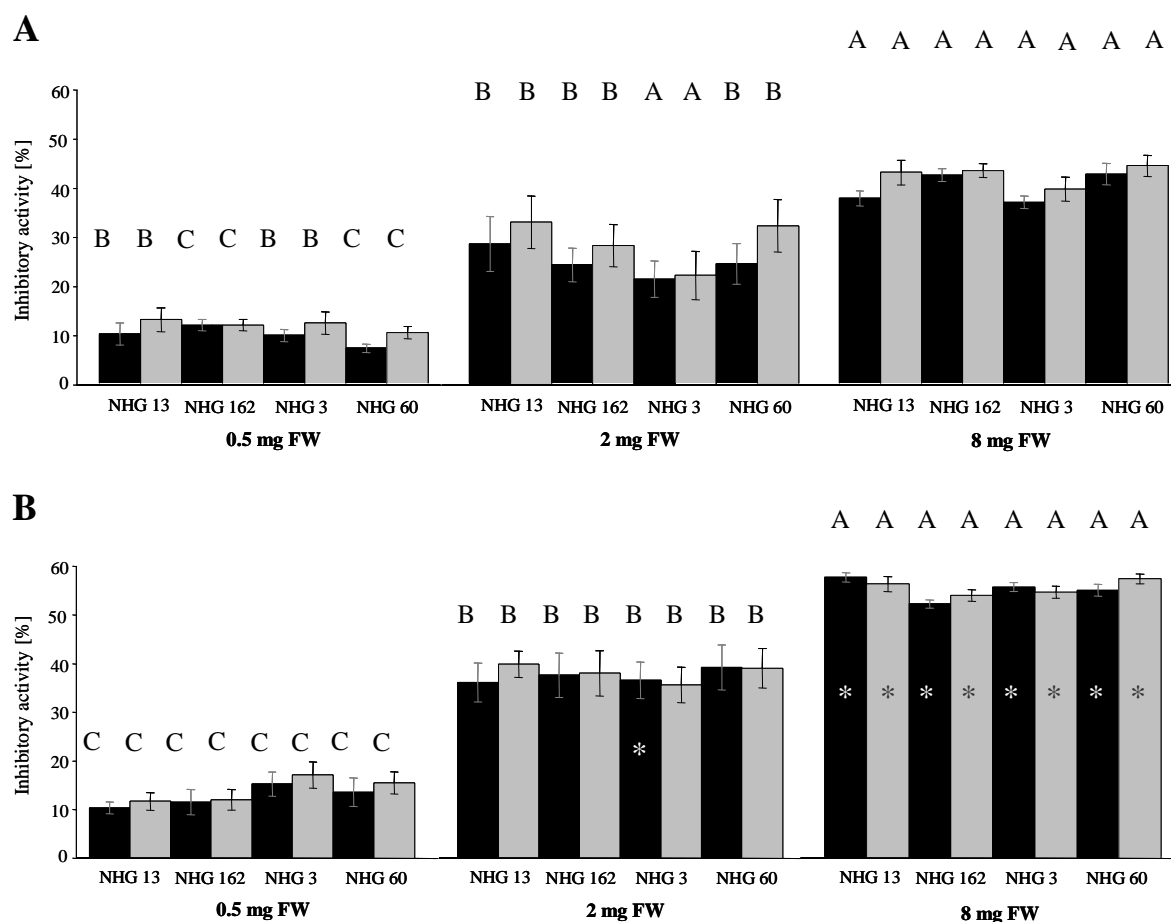 A
A A A A A A A A
B B B B A A B B
B B C C B B C C
Inhibitory activity [%]
60
50
40
30
20
10
0
NHG 13 NHG 162 NHG 3 NHG 60
0.5 mg FW
NHG 13 NHG 162 NHG 3 NHG 60
2 mg FW
NHG 13 NHG 162 NHG 3 NHG 60
8 mg FW
B
A A A A A A A A
B B B B B B B B
C C C C C C C C
Inhibitory activity [%]
60
50
40
30
20
10
0
* * * * * * * *
*
NHG 13 NHG 162 NHG 3 NHG 60
0.5 mg FW
NHG 13 NHG 162 NHG 3 NHG 60
2 mg FW
NHG 13 NHG 162 NHG 3 NHG 60
8 mg FW